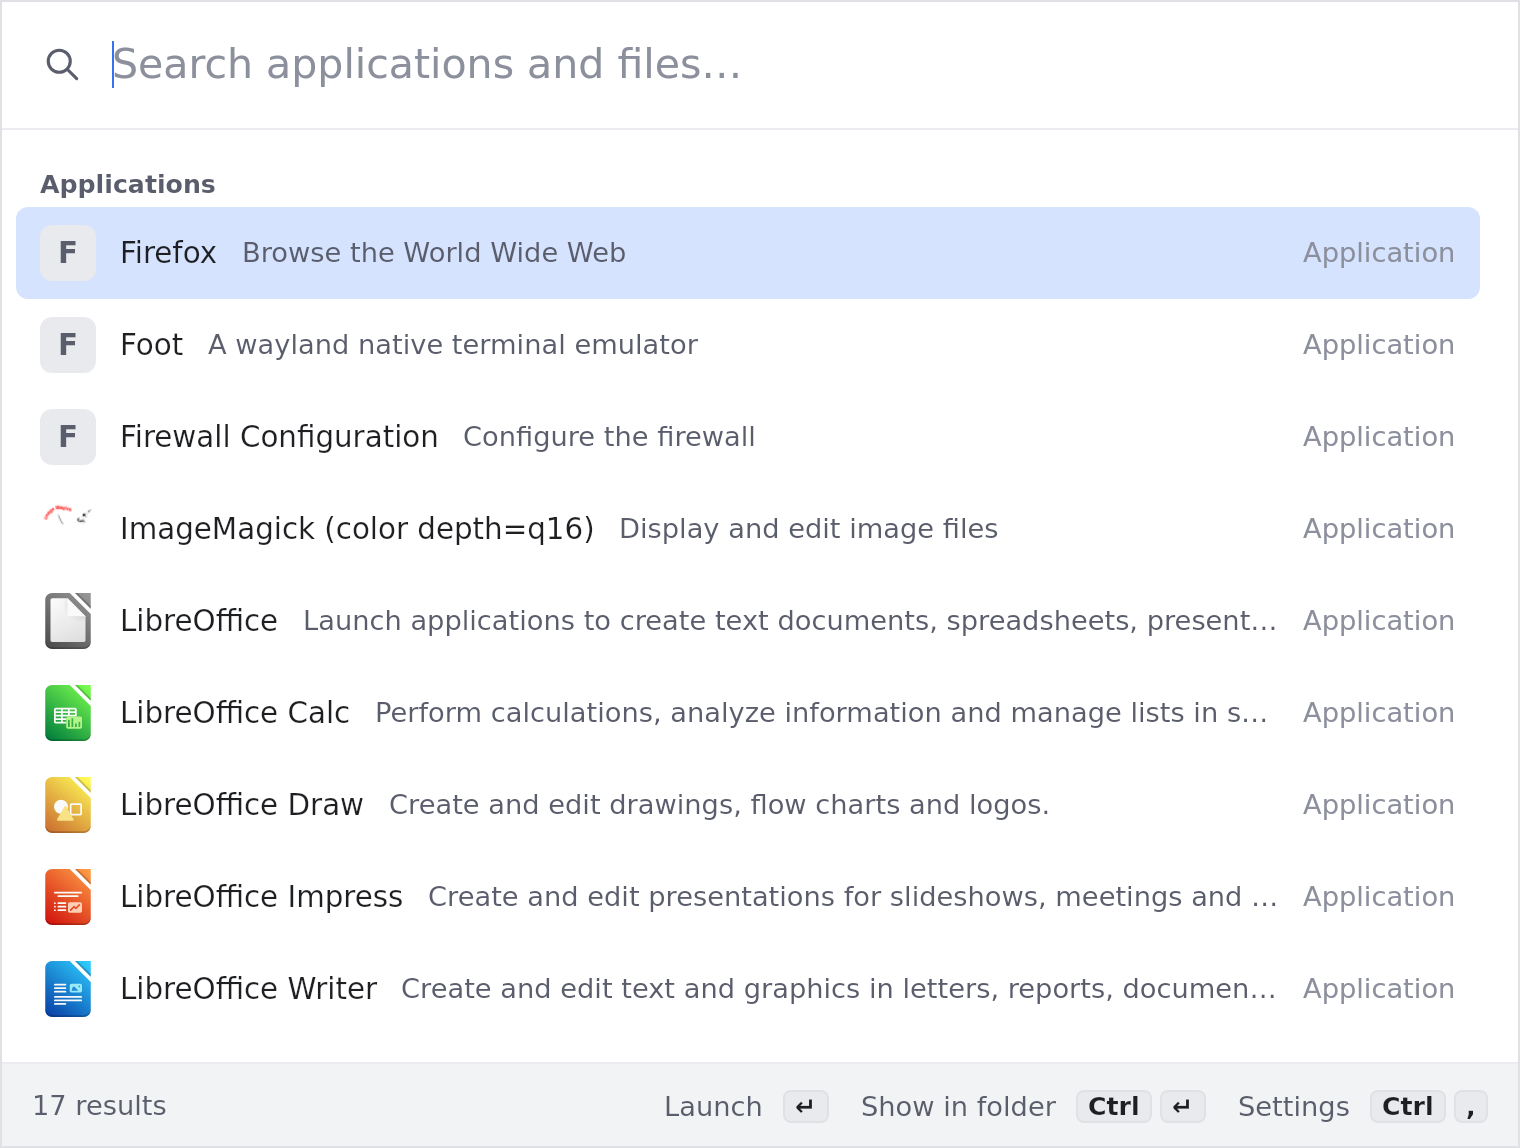 Search applications and files...
Applications
F Firefox Browse the World Wide Web Application
F Foot A wayland native terminal emulator Application
F Firewall Configuration Configure the firewall Application
ImageMagick (color depth=q16) Display and edit image files Application
LibreOffice Launch applications to create text documents, spreadsheets, present... Application
LibreOffice Calc Perform calculations, analyze information and manage lists in s... Application
LibreOffice Draw Create and edit drawings, flow charts and logos. Application
LibreOffice Impress Create and edit presentations for slideshows, meetings and ... Application
LibreOffice Writer Create and edit text and graphics in letters, reports, documen... Application
17 results Launch ↵ Show in folder Ctrl ↵ Settings Ctrl ,